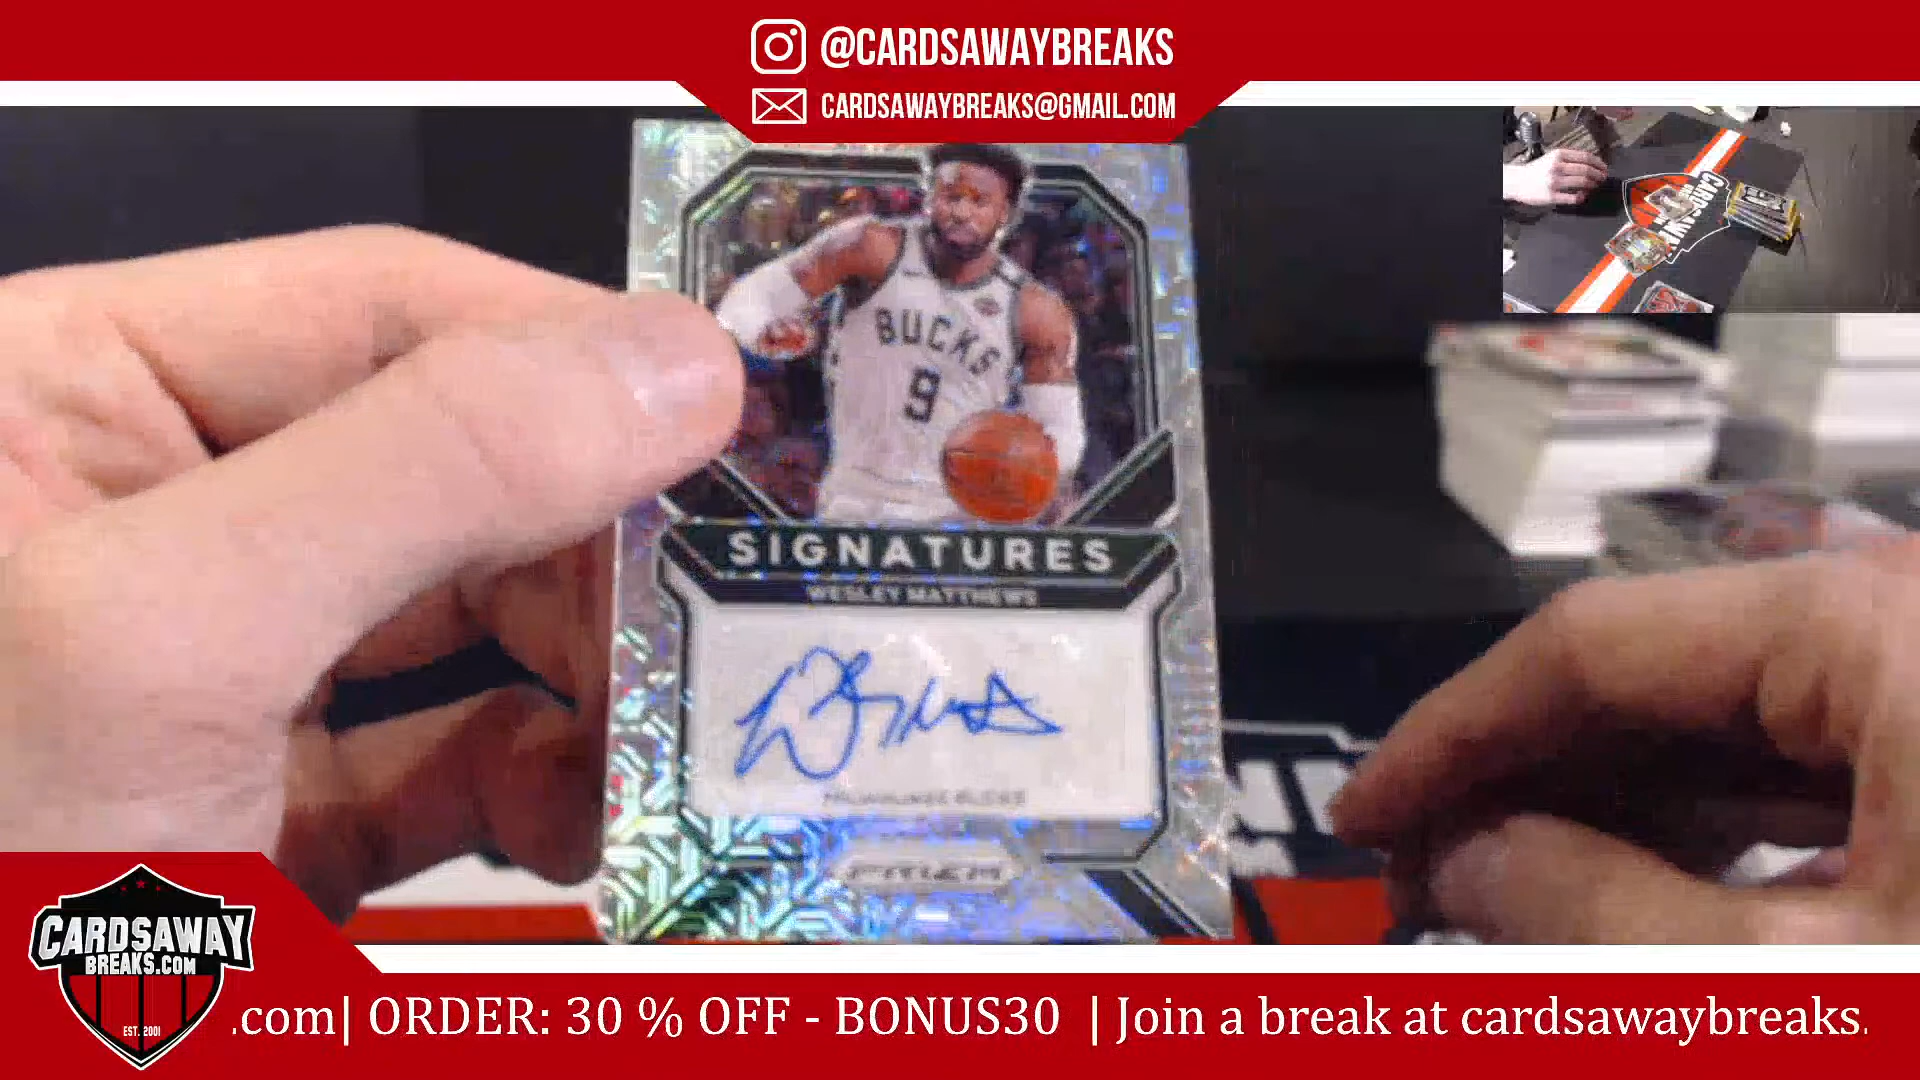 @CARDSAWAYBREAKS
CARDSAWAYBREAKS@GMAIL.COM
BUCKS
9
SIGNATURES
WESLEY MATTHEWS
MILWAUKEE BUCKS
PRIZM
CARDSAWAY
BREAKS.COM
EST. 2001
.com| ORDER: 30 % OFF - BONUS30 | Join a break at cardsawaybreaks.